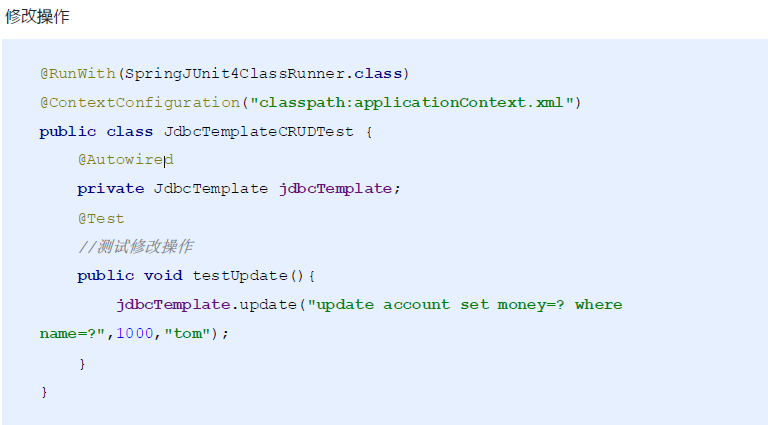 修改操作
@RunWith(SpringJUnit4ClassRunner.class)
@ContextConfiguration("classpath:applicationContext.xml")
public class JdbcTemplateCRUDTest {
    @Autowired
    private JdbcTemplate jdbcTemplate;
    @Test
    //测试修改操作
    public void testUpdate(){
        jdbcTemplate.update("update account set money=? where
name=?",1000,"tom");
    }
}